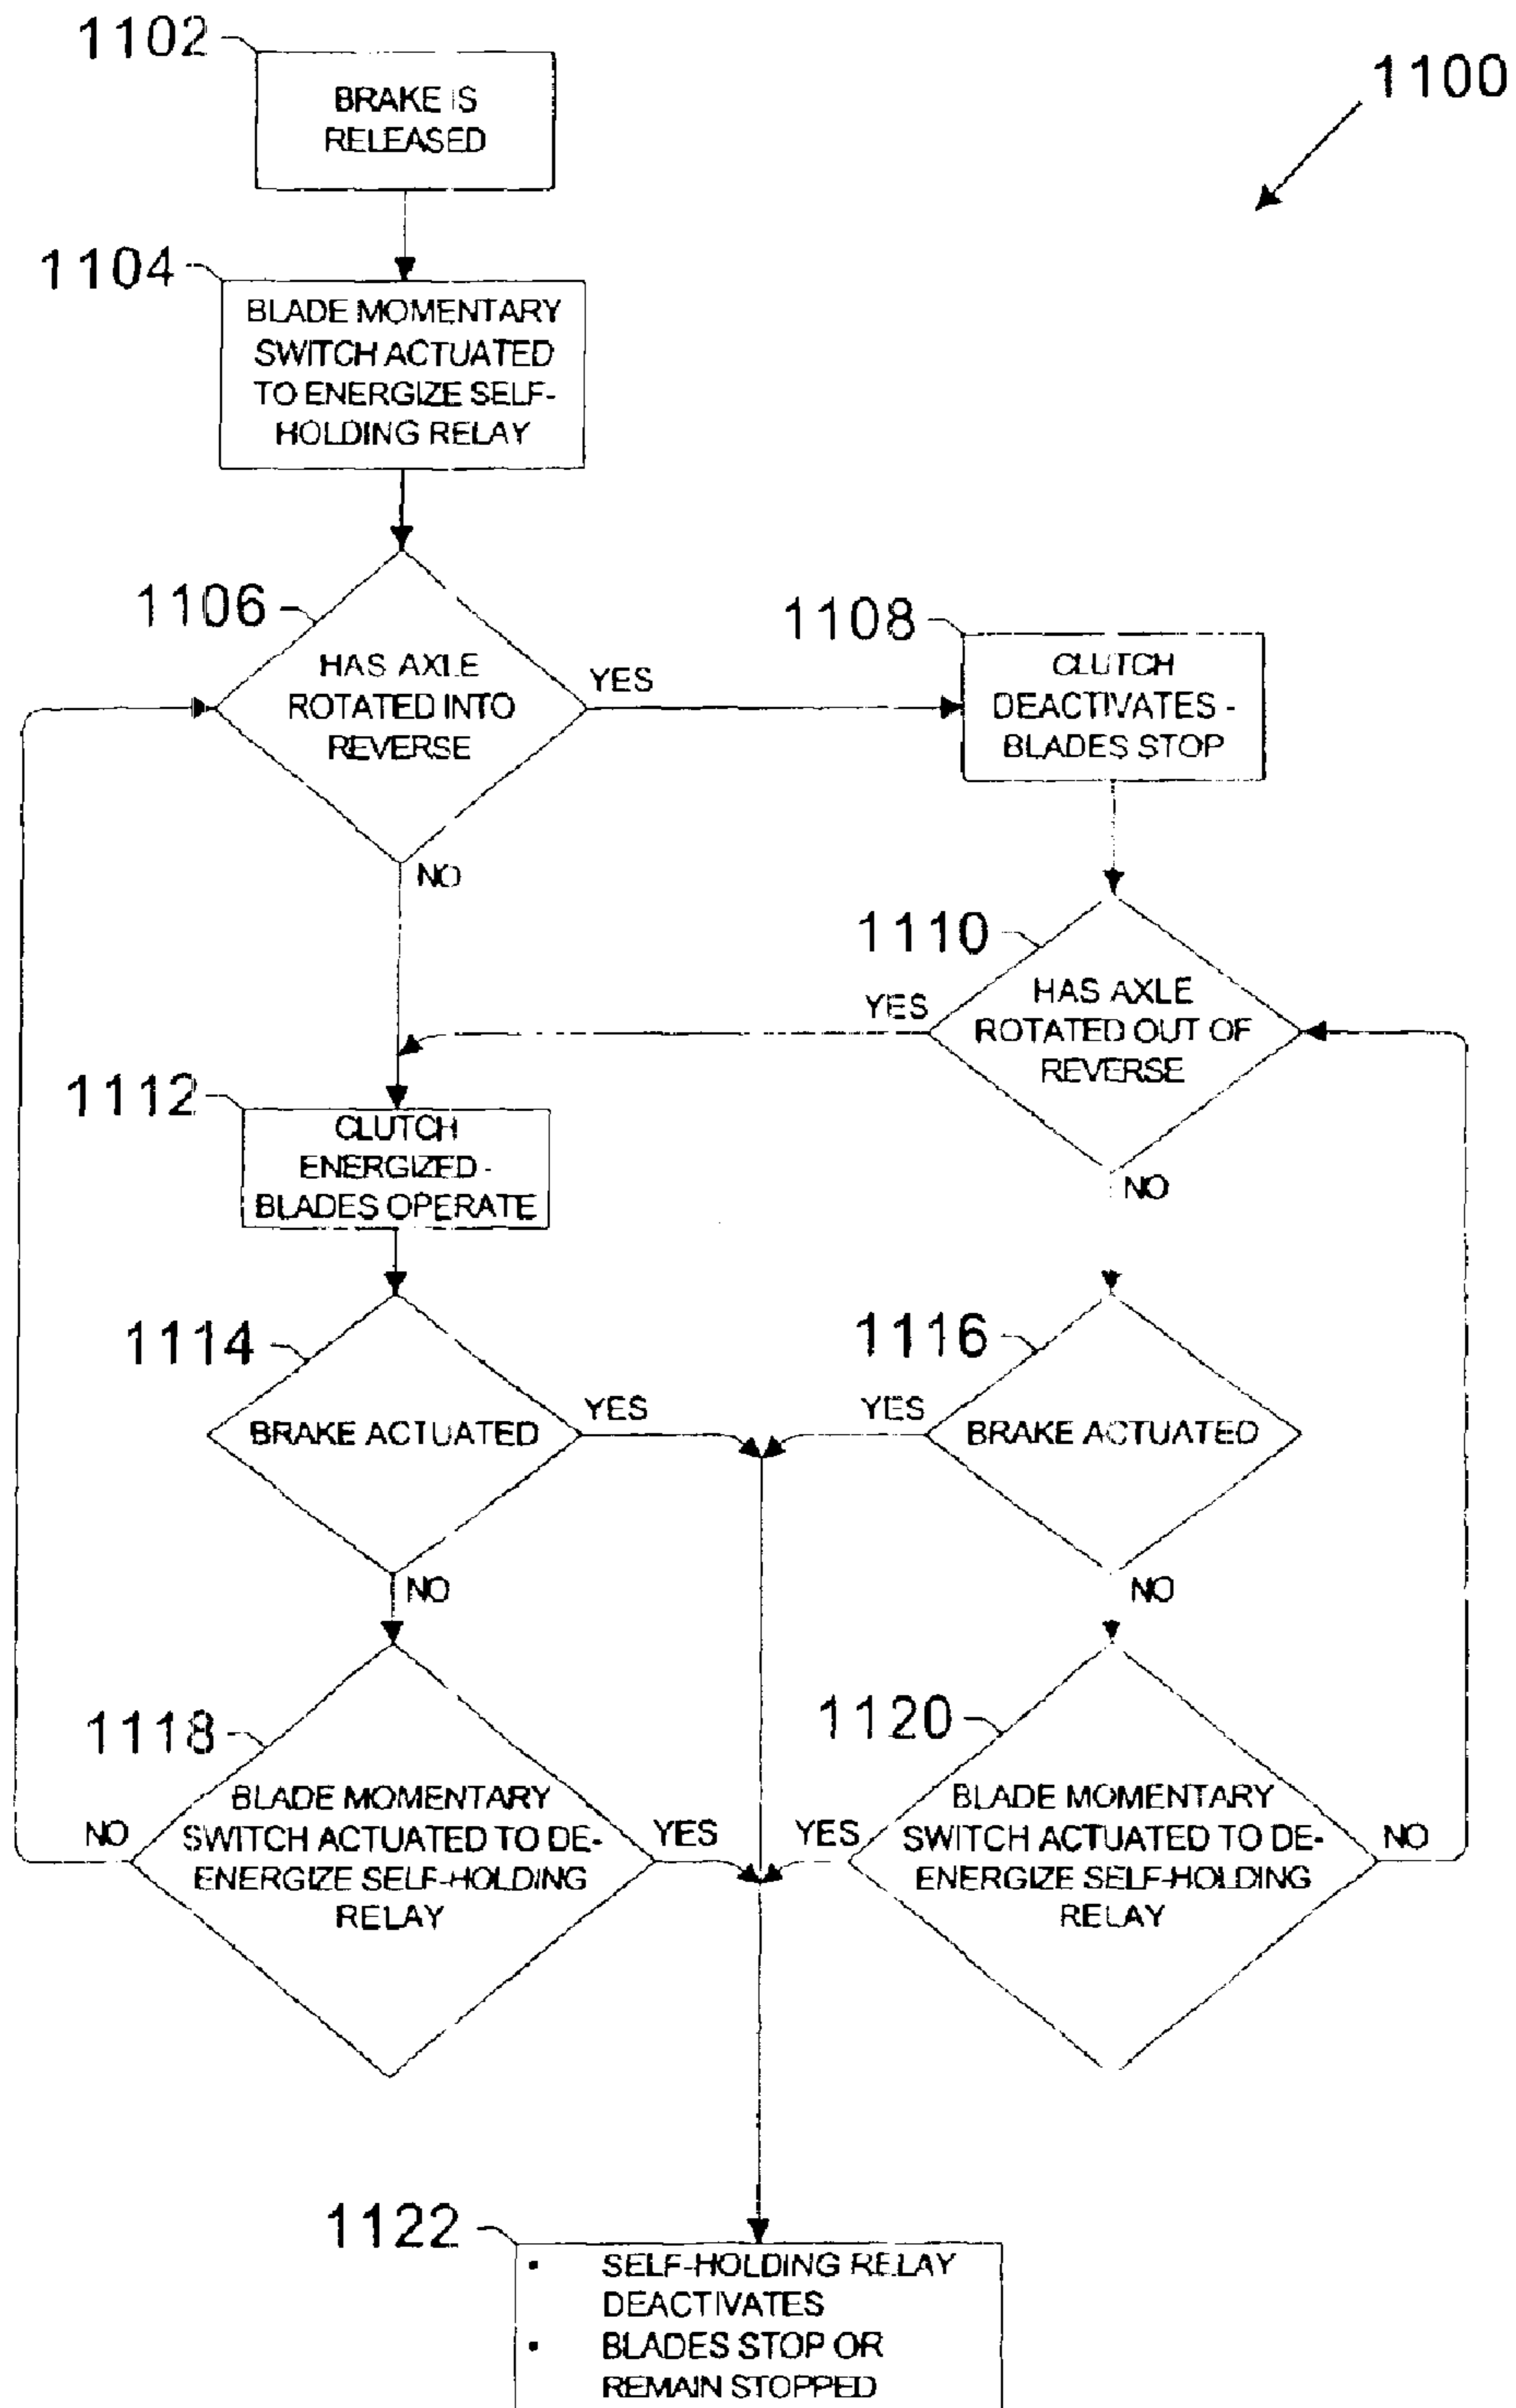 1102
BRAKE IS
RELEASED
1100
1104
BLADE MOMENTARY
SWITCH ACTUATED
TO ENERGIZE SELF-
HOLDING RELAY
1106
HAS AXLE
ROTATED INTO
REVERSE
YES
NO
1108
CLUTCH
DEACTIVATES -
BLADES STOP
1110
HAS AXLE
ROTATED OUT OF
REVERSE
YES
NO
1112
CLUTCH
ENERGIZED -
BLADES OPERATE
1114
BRAKE ACTUATED
YES
NO
1116
BRAKE ACTUATED
YES
NO
1118
BLADE MOMENTARY
SWITCH ACTUATED TO DE-
ENERGIZE SELF-HOLDING
RELAY
NO
YES
1120
BLADE MOMENTARY
SWITCH ACTUATED TO DE-
ENERGIZE SELF-HOLDING
RELAY
YES
NO
1122
• SELF-HOLDING RELAY
DEACTIVATES
• BLADES STOP OR
REMAIN STOPPED